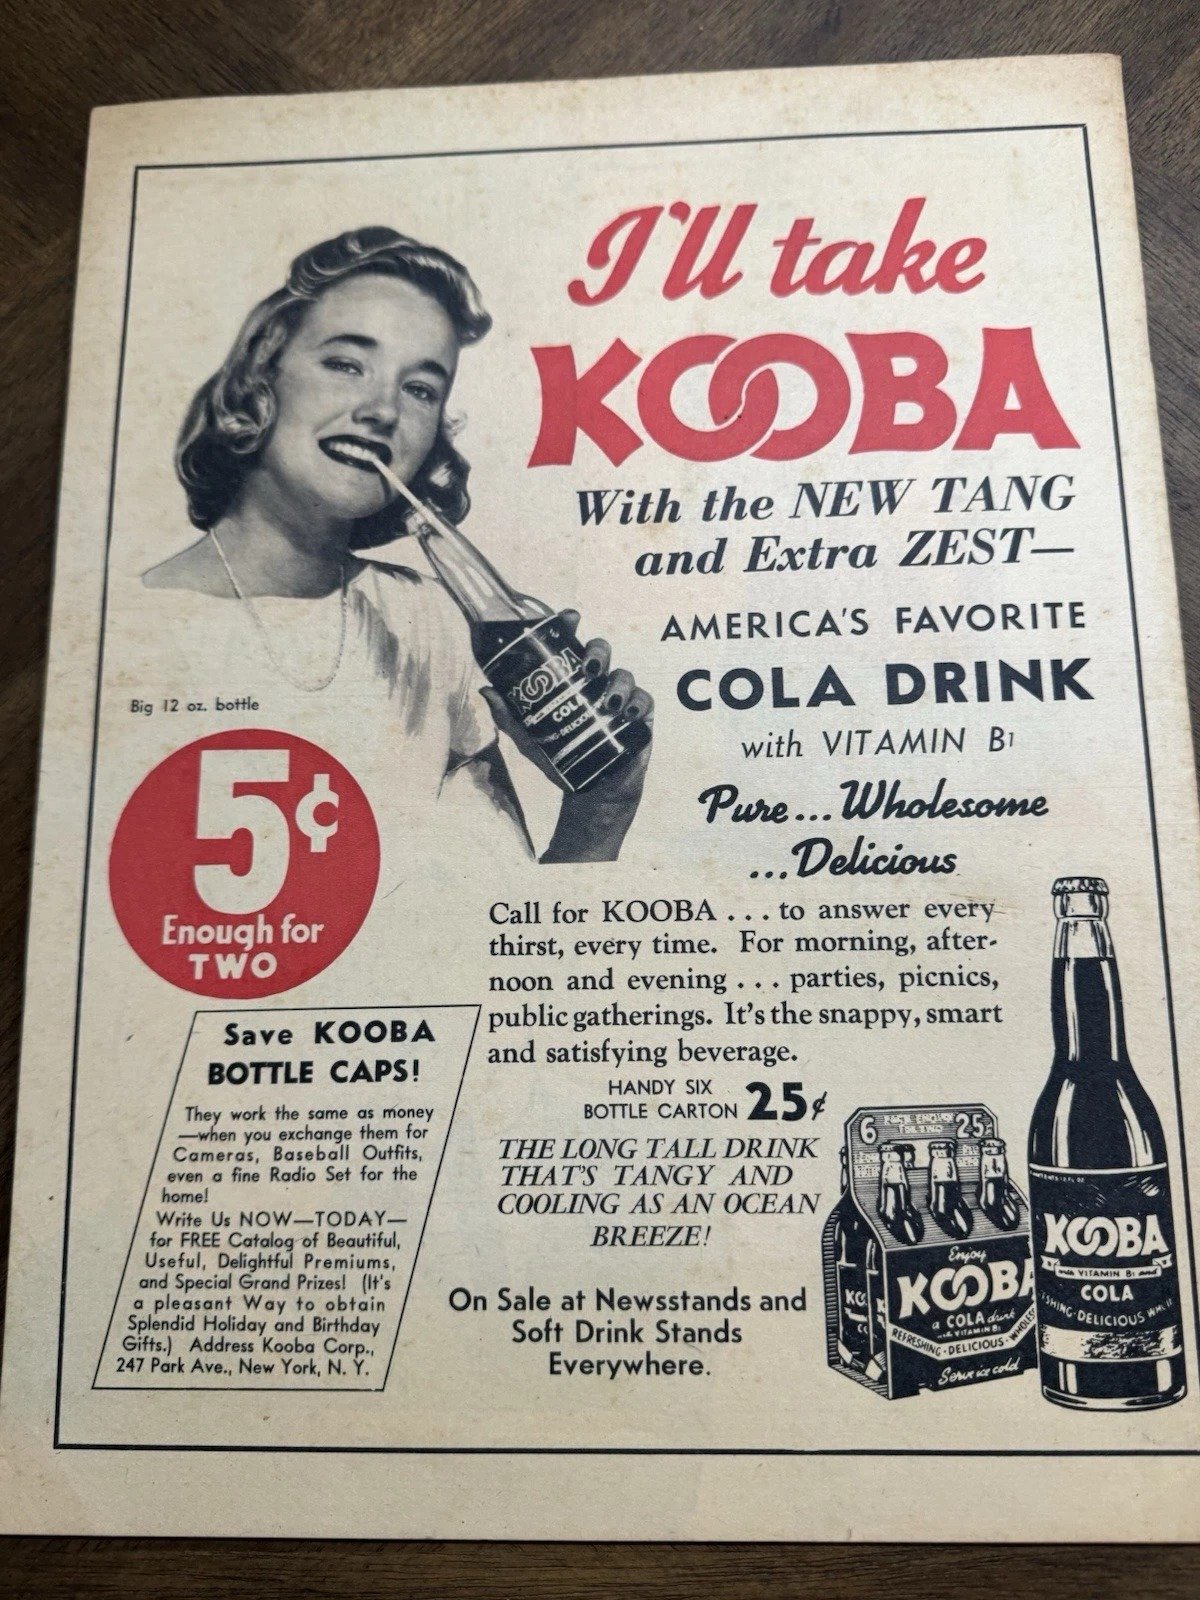 I'll take
KOOBA
With the NEW TANG
and Extra ZEST—
AMERICA'S FAVORITE
COLA DRINK
with VITAMIN B1
Pure... Wholesome
...Delicious
KOOBA
COLA
Big 12 oz. bottle
5¢
Enough for
TWO
Call for KOOBA . . . to answer every
thirst, every time. For morning, after-
noon and evening . . . parties, picnics,
public gatherings. It's the snappy, smart
and satisfying beverage.
HANDY SIX
BOTTLE CARTON 25¢
THE LONG TALL DRINK
THAT'S TANGY AND
COOLING AS AN OCEAN
BREEZE!
On Sale at Newsstands and
Soft Drink Stands
Everywhere.
Save KOOBA
BOTTLE CAPS!
They work the same as money
—when you exchange them for
Cameras, Baseball Outfits,
even a fine Radio Set for the
home!
Write Us NOW—TODAY—
for FREE Catalog of Beautiful,
Useful, Delightful Premiums,
and Special Grand Prizes! (It's
a pleasant Way to obtain
Splendid Holiday and Birthday
Gifts.) Address Kooba Corp.,
247 Park Ave., New York, N. Y.
6 25¢
Enjoy
KOOBA
a COLA drink
VITAMIN B1
REFRESHING·DELICIOUS·
Serve ice cold
KOOBA
with VITAMIN B1 and
COLA
SHING·DELICIOUS